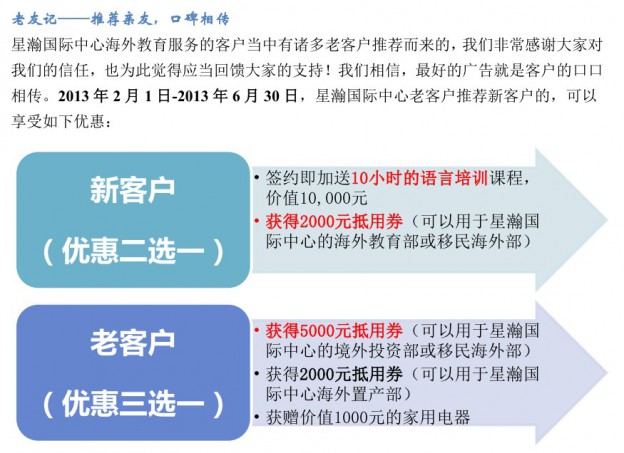 老友记——推荐亲友，口碑相传
星瀚国际中心海外教育服务的客户当中有诸多老客户推荐而来的，我们非常感谢大家对
我们的信任，也为此觉得应当回馈大家的支持！我们相信，最好的广告就是客户的口口
相传。2013 年 2 月 1 日-2013 年 6 月 30 日，星瀚国际中心老客户推荐新客户的，可以
享受如下优惠：
新客户
（优惠二选一）
• 签约即加送10小时的语言培训课程，
价值10,000元
• 获得2000元抵用券（可以用于星瀚国
际中心的海外教育部或移民海外部）
老客户
（优惠三选一）
• 获得5000元抵用券（可以用于星瀚国
际中心的境外投资部或移民海外部）
• 获得2000元抵用券（可以用于星瀚国
际中心海外置产部）
• 获赠价值1000元的家用电器